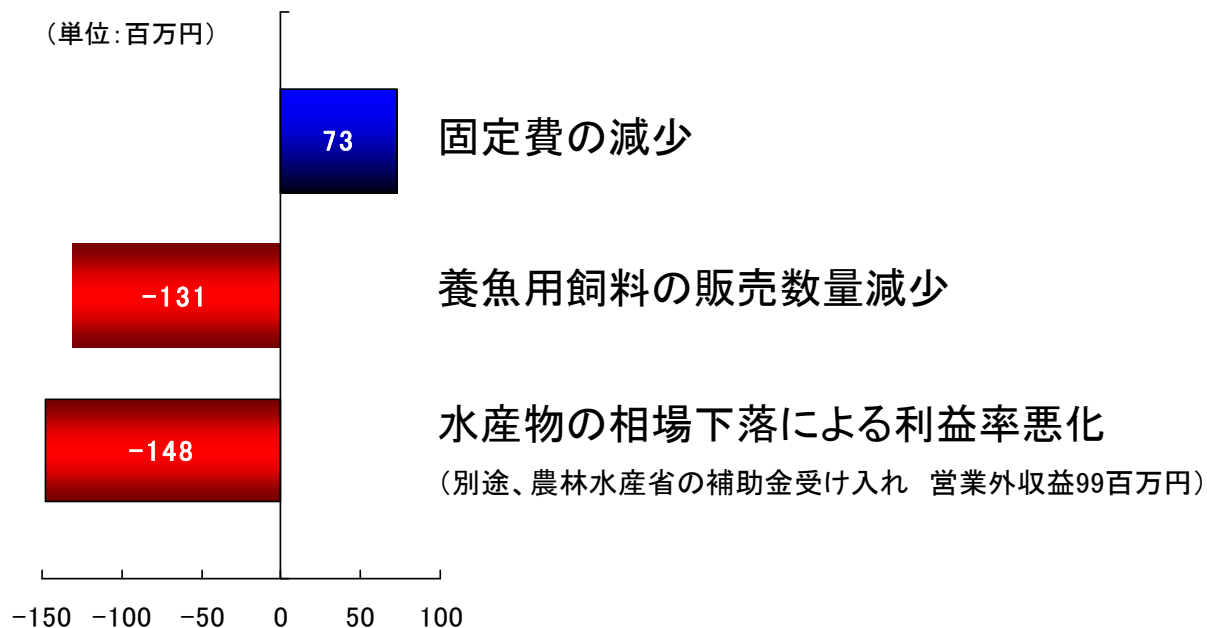 （単位：百万円）
73
固定費の減少
-131
養魚用飼料の販売数量減少
-148
水産物の相場下落による利益率悪化
（別途、農林水産省の補助金受け入れ　営業外収益99百万円）
-150 -100 -50 0 50 100